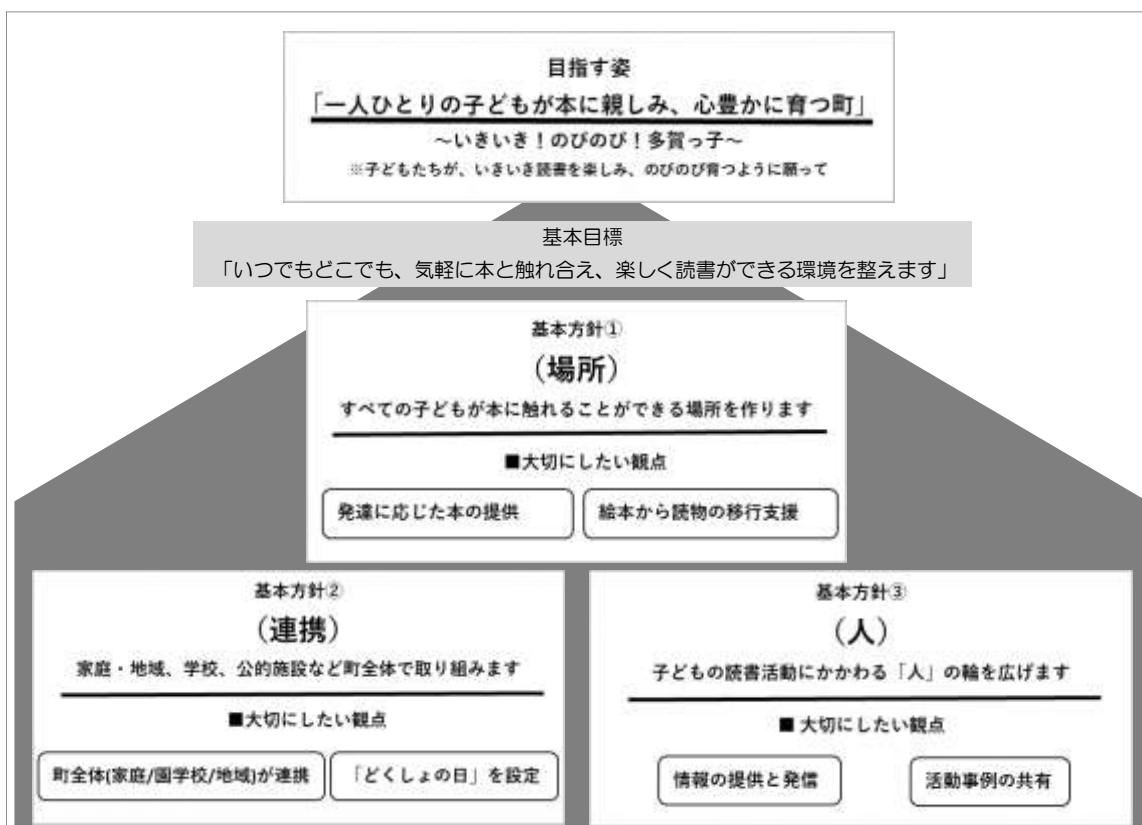 目指す姿
「一人ひとりの子どもが本に親しみ、心豊かに育つ町」
～いきいき！のびのび！多賀っ子～
※子どもたちが、いきいき読書を楽しみ、のびのび育つように願って
基本目標
「いつでもどこでも、気軽に本と触れ合え、楽しく読書ができる環境を整えます」
基本方針①
（場所）
すべての子どもが本に触れることができる場所を作ります
■大切にしたい観点
発達に応じた本の提供
絵本から読物の移行支援
基本方針②
（連携）
家庭・地域、学校、公的施設など町全体で取り組みます
■大切にしたい観点
町全体(家庭/園学校/地域)が連携
「どくしょの日」を設定
基本方針③
（人）
子どもの読書活動にかかわる「人」の輪を広げます
■ 大切にしたい観点
情報の提供と発信
活動事例の共有